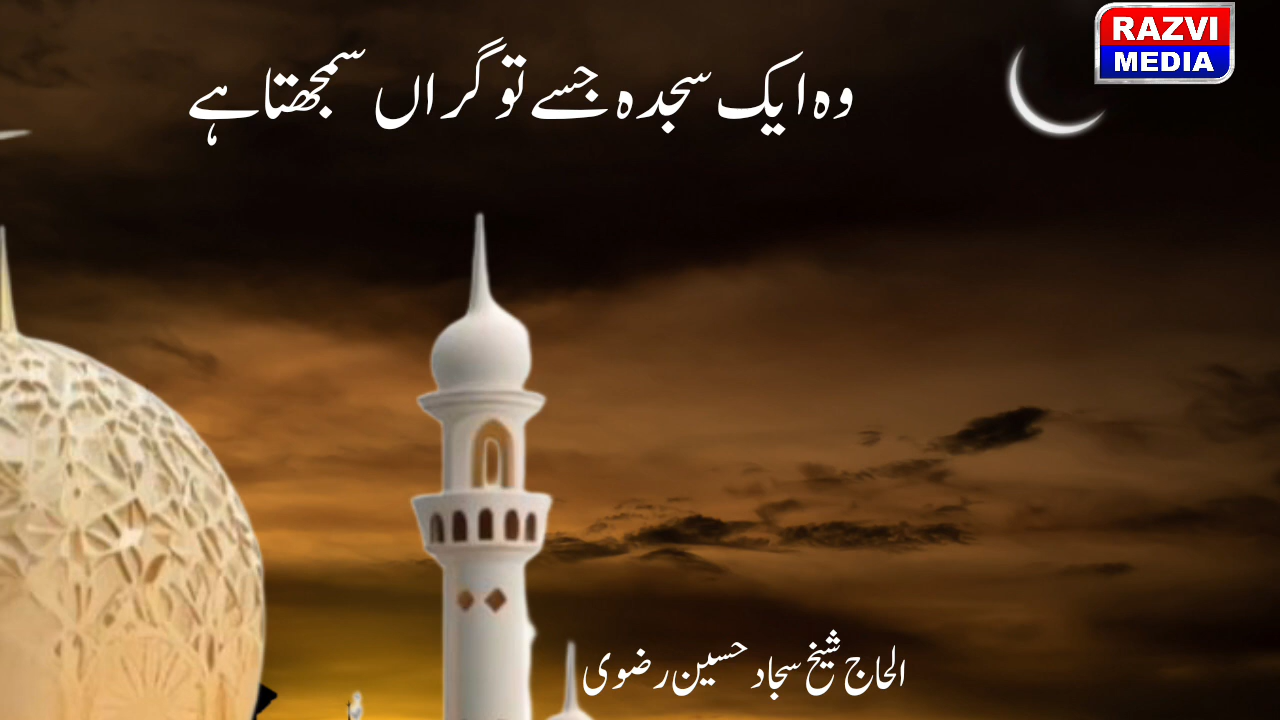 RAZVI
MEDIA
وہ ایک سجدہ جسے تو گراں سمجھتا ہے
الحاج شیخ سجاد حسین رضوی